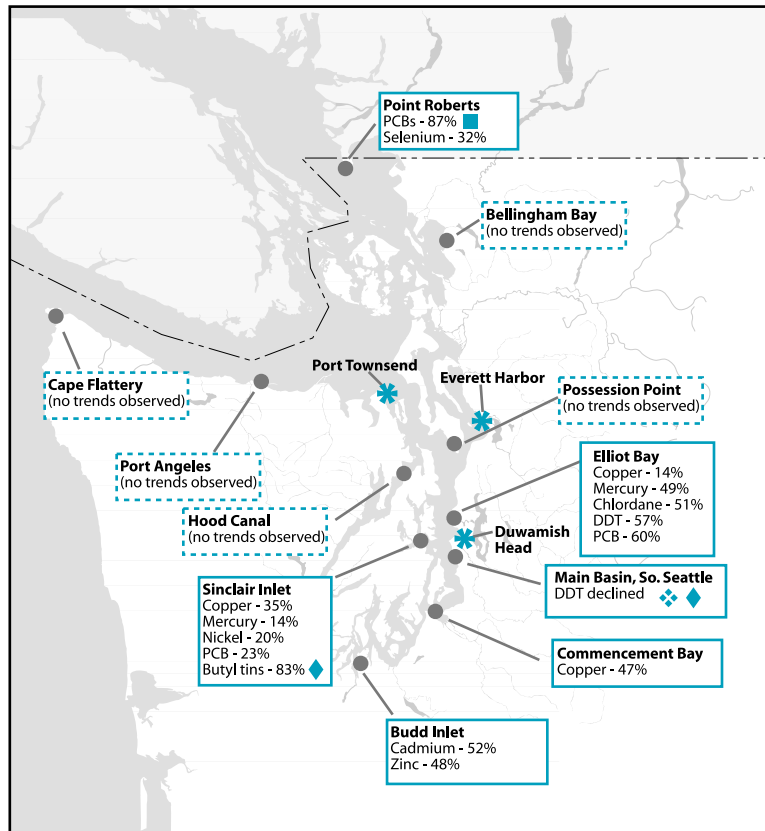 Point Roberts
PCBs - 87%
Selenium - 32%
Bellingham Bay
(no trends observed)
Port Townsend
Everett Harbor
Cape Flattery
(no trends observed)
Possession Point
(no trends observed)
Port Angeles
(no trends observed)
Elliot Bay
Copper - 14%
Mercury - 49%
Chlordane - 51%
DDT - 57%
PCB - 60%
Hood Canal
(no trends observed)
Duwamish
Head
Main Basin, So. Seattle
DDT declined
Sinclair Inlet
Copper - 35%
Mercury - 14%
Nickel - 20%
PCB - 23%
Butyl tins - 83%
Commencement Bay
Copper - 47%
Budd Inlet
Cadmium - 52%
Zinc - 48%